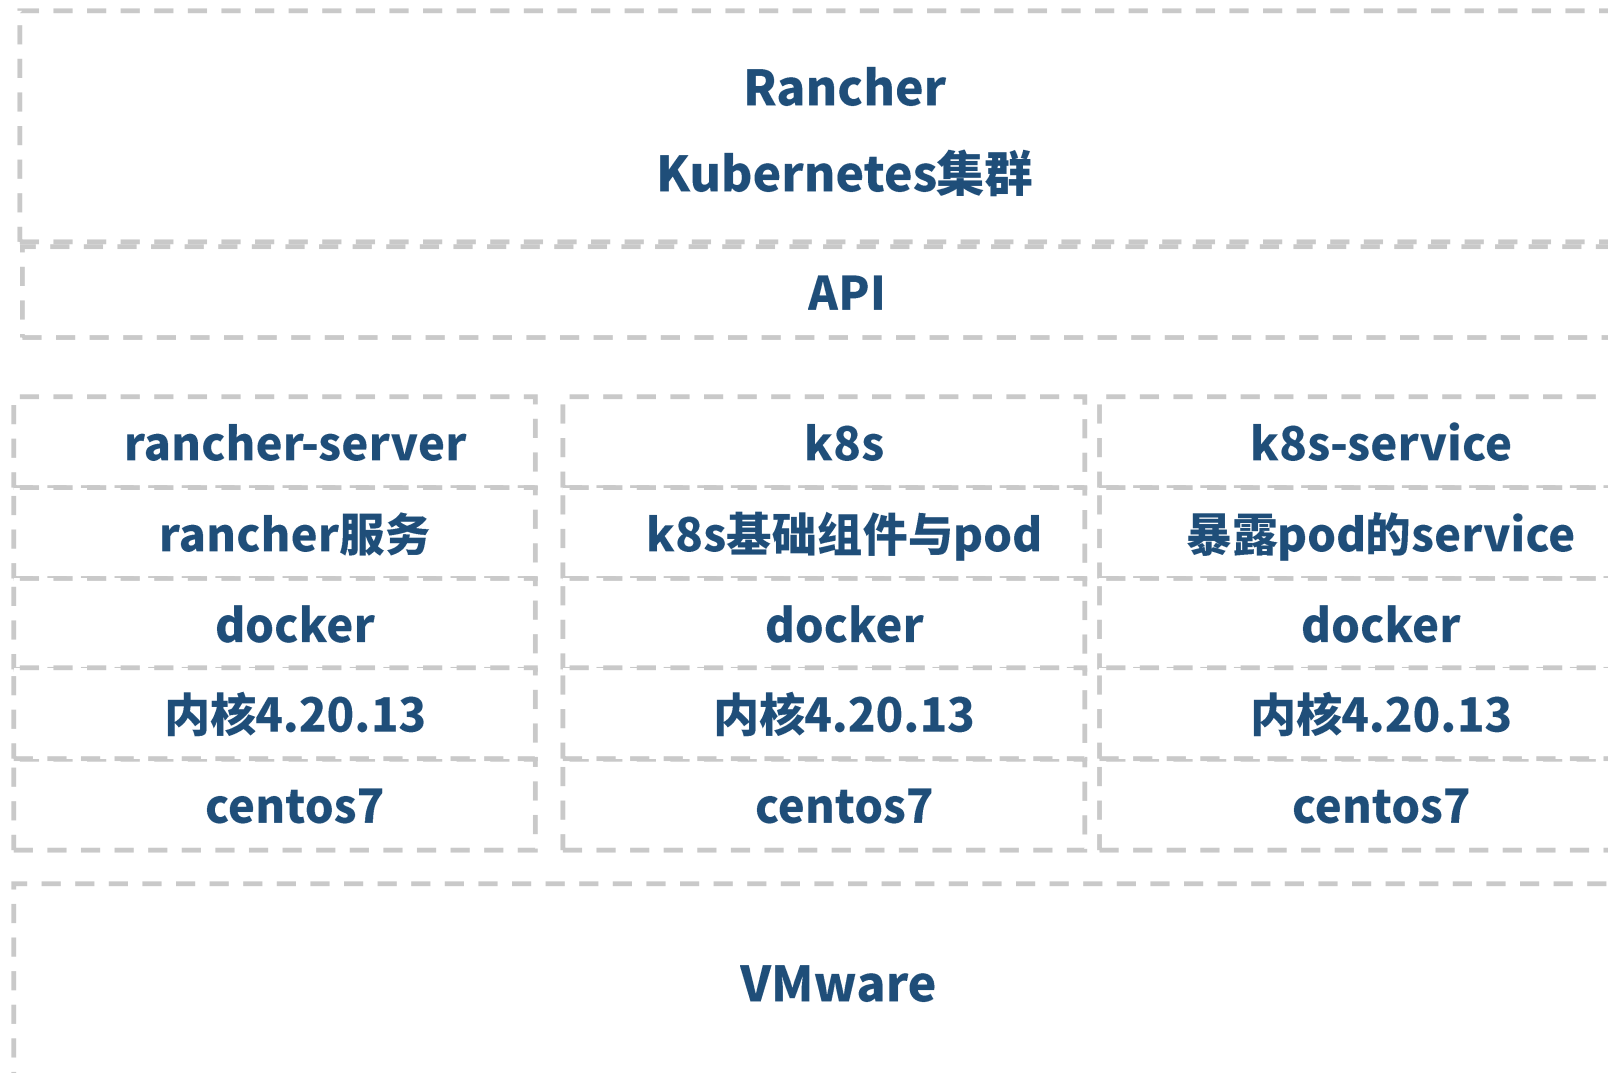 Rancher
Kubernetes集群
API
rancher-server
k8s
k8s-service
rancher服务
k8s基础组件与pod
暴露pod的service
docker
docker
docker
内核4.20.13
内核4.20.13
内核4.20.13
centos7
centos7
centos7
VMware